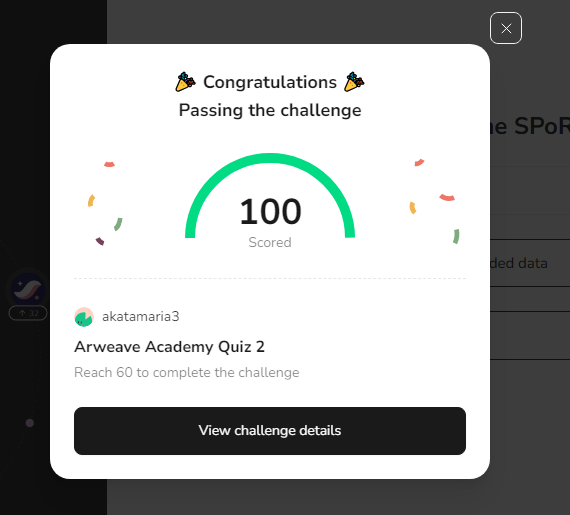 Congratulations
Passing the challenge
ne SPoR
100
Scored
ded data
32
akatamaria3
Arweave Academy Quiz 2
Reach 60 to complete the challenge
View challenge details